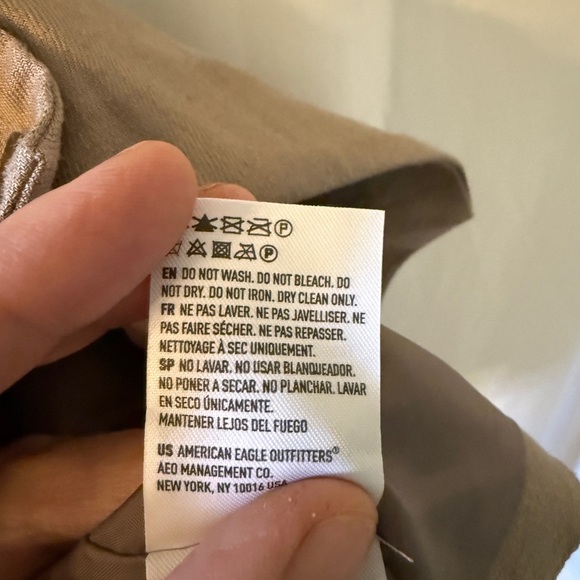 EN DO NOT WASH. DO NOT BLEACH. DO
NOT DRY. DO NOT IRON. DRY CLEAN ONLY.
FR NE PAS LAVER. NE PAS JAVELLISER. NE
PAS FAIRE SÉCHER. NE PAS REPASSER.
NETTOYAGE À SEC UNIQUEMENT.
SP NO LAVAR. NO USAR BLANQUEADOR.
NO PONER A SECAR. NO PLANCHAR. LAVAR
EN SECO ÚNICAMENTE.
MANTENER LEJOS DEL FUEGO
US AMERICAN EAGLE OUTFITTERS®
AEO MANAGEMENT CO.
NEW YORK, NY 10016 USA